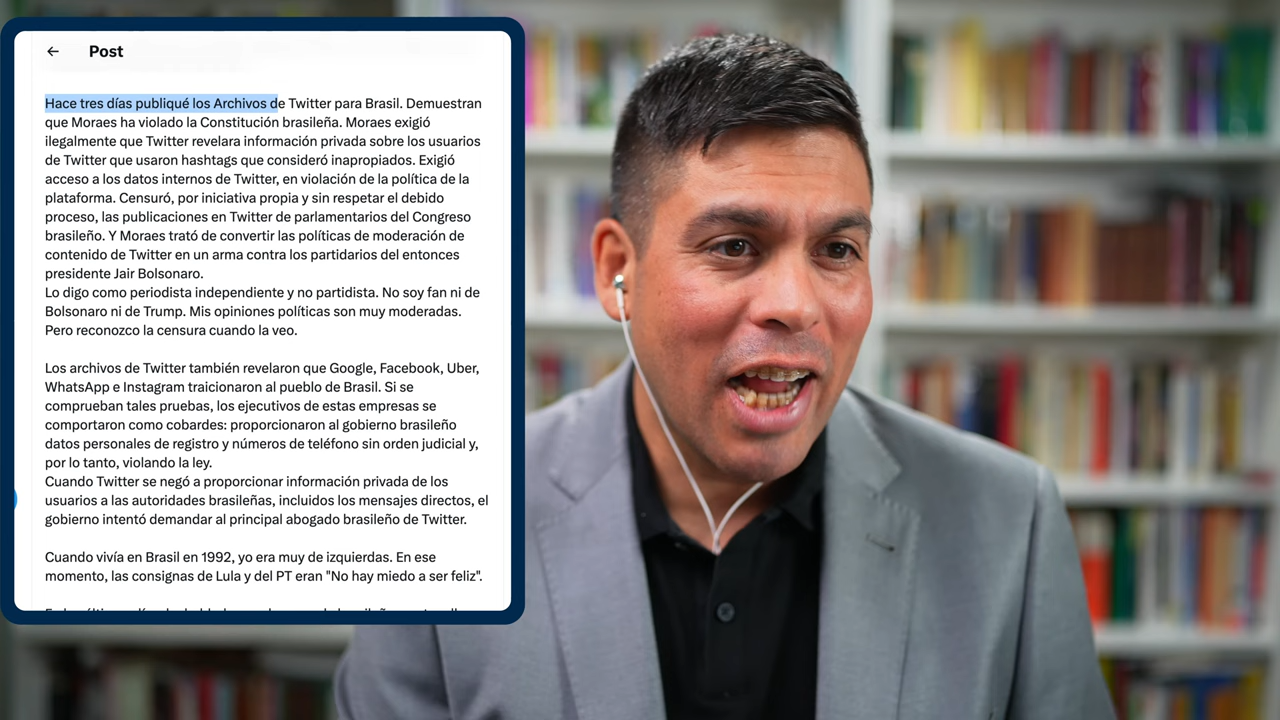 Post
Hace tres días publiqué los Archivos de Twitter para Brasil. Demuestran
que Moraes ha violado la Constitución brasileña. Moraes exigió
ilegalmente que Twitter revelara información privada sobre los usuarios
de Twitter que usaron hashtags que consideró inapropiados. Exigió
acceso a los datos internos de Twitter, en violación de la política de la
plataforma. Censuró, por iniciativa propia y sin respetar el debido
proceso, las publicaciones en Twitter de parlamentarios del Congreso
brasileño. Y Moraes trató de convertir las políticas de moderación de
contenido de Twitter en un arma contra los partidarios del entonces
presidente Jair Bolsonaro.
Lo digo como periodista independiente y no partidista. No soy fan ni de
Bolsonaro ni de Trump. Mis opiniones políticas son muy moderadas.
Pero reconozco la censura cuando la veo.
Los archivos de Twitter también revelaron que Google, Facebook, Uber,
WhatsApp e Instagram traicionaron al pueblo de Brasil. Si se
comprueban tales pruebas, los ejecutivos de estas empresas se
comportaron como cobardes: proporcionaron al gobierno brasileño
datos personales de registro y números de teléfono sin orden judicial y,
por lo tanto, violando la ley.
Cuando Twitter se negó a proporcionar información privada de los
usuarios a las autoridades brasileñas, incluidos los mensajes directos, el
gobierno intentó demandar al principal abogado brasileño de Twitter.
Cuando vivía en Brasil en 1992, yo era muy de izquierdas. En ese
momento, las consignas de Lula y del PT eran "No hay miedo a ser feliz".